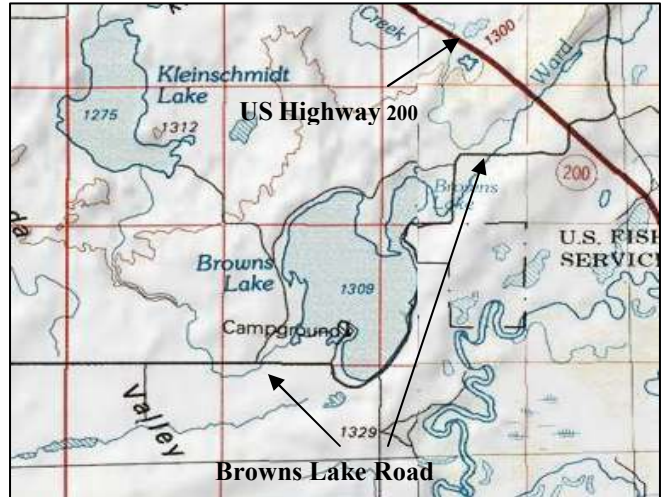 Creek
1300
Ward
Kleinschmidt
Lake
US Highway 200
1275
1312
200
Browns
Lake
U.S. FISH
SERVICE
Browns
Lake
1309
Campground
Valley
1329
Browns Lake Road